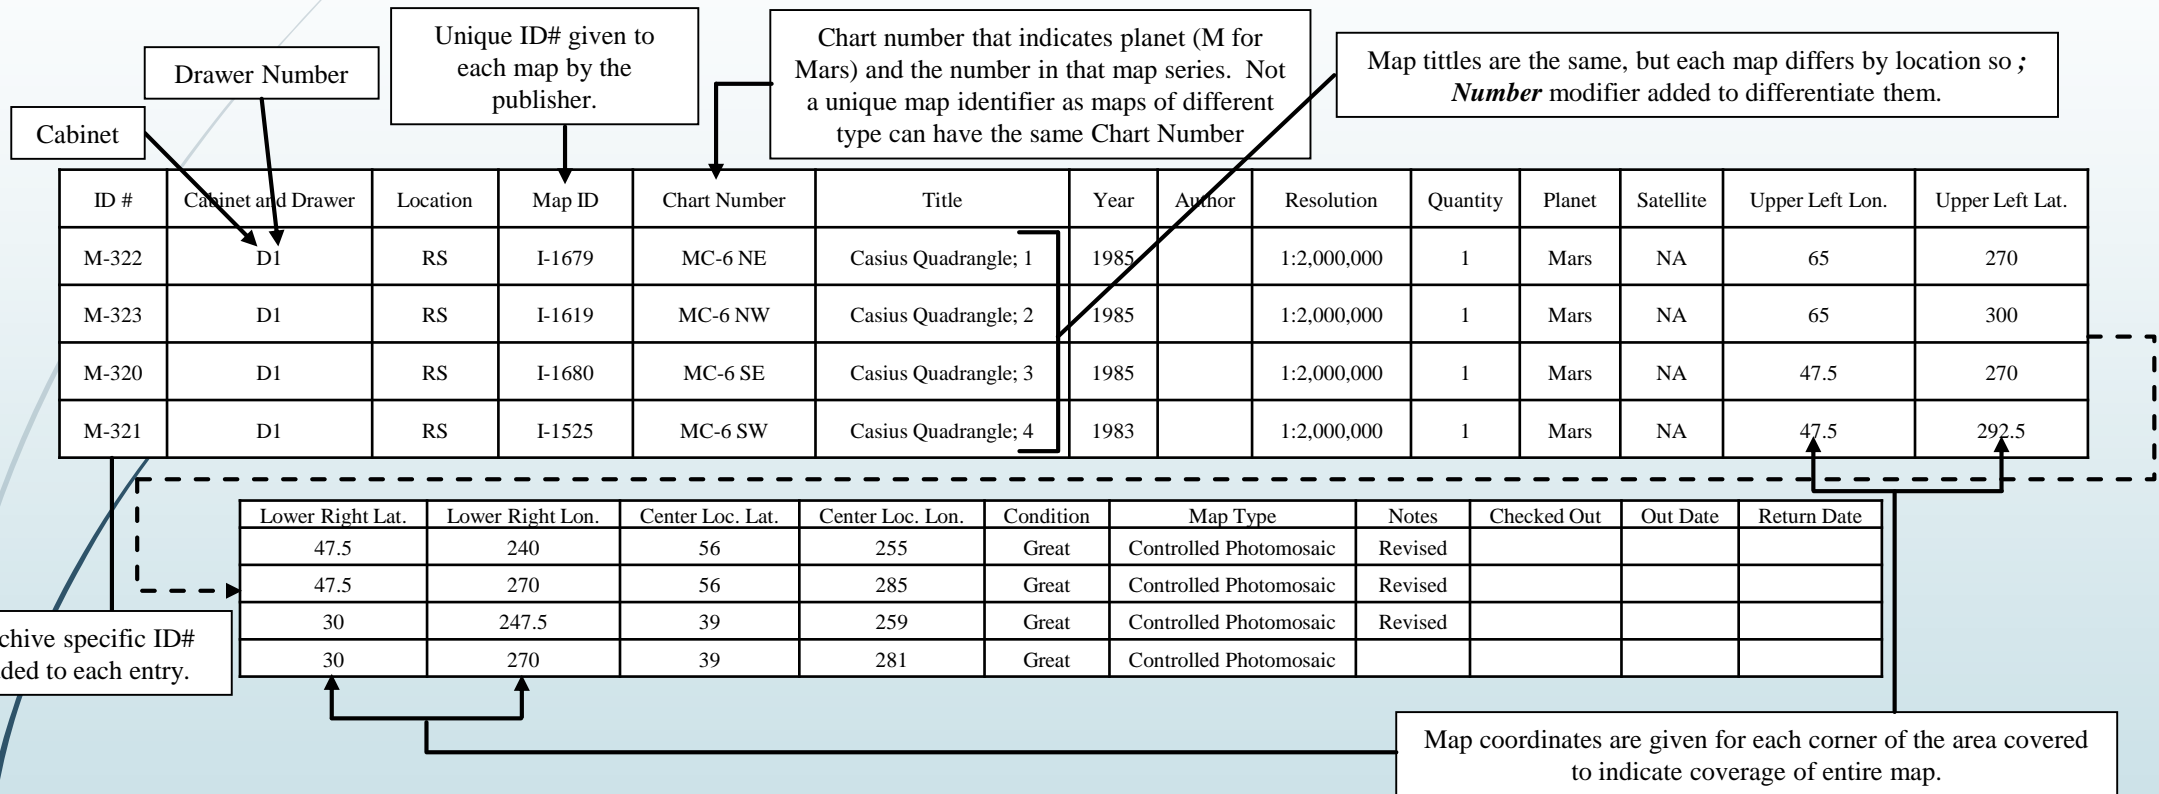 Unique ID# given to
each map by the
publisher.
Chart number that indicates planet (M for
Mars) and the number in that map series. Not
a unique map identifier as maps of different
type can have the same Chart Number
Map tittles are the same, but each map differs by location so ;
Number modifier added to differentiate them.
Drawer Number
Cabinet
ID # Cabinet and Drawer Location Map ID Chart Number Title Year Author Resolution Quantity Planet Satellite Upper Left Lon. Upper Left Lat.
M-322 D1 RS I-1679 MC-6 NE Casius Quadrangle; 1 1985 1:2,000,000 1 Mars NA 65 270
M-323 D1 RS I-1619 MC-6 NW Casius Quadrangle; 2 1985 1:2,000,000 1 Mars NA 65 300
M-320 D1 RS I-1680 MC-6 SE Casius Quadrangle; 3 1985 1:2,000,000 1 Mars NA 47.5 270
M-321 D1 RS I-1525 MC-6 SW Casius Quadrangle; 4 1983 1:2,000,000 1 Mars NA 47.5 292.5
Lower Right Lat. Lower Right Lon. Center Loc. Lat. Center Loc. Lon. Condition Map Type Notes Checked Out Out Date Return Date
47.5 240 56 255 Great Controlled Photomosaic Revised
47.5 270 56 285 Great Controlled Photomosaic Revised
30 247.5 39 259 Great Controlled Photomosaic Revised
30 270 39 281 Great Controlled Photomosaic
chive specific ID#
ded to each entry.
Map coordinates are given for each corner of the area covered
to indicate coverage of entire map.